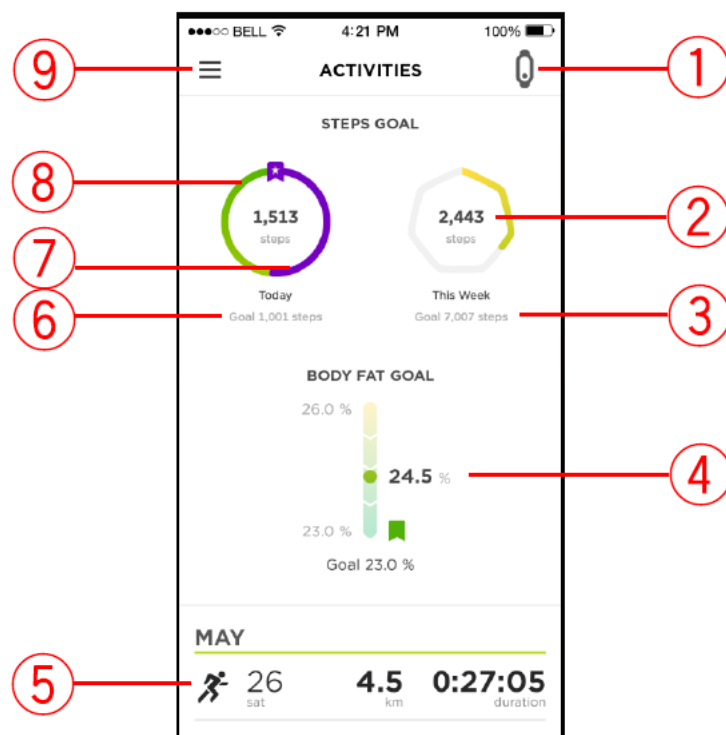 BELL 4:21 PM 100%
9 ACTIVITIES 1
STEPS GOAL
8
1,513 2,443 2
steps steps
7
Today This Week
6 Goal 1,001 steps Goal 7,007 steps 3
BODY FAT GOAL
26.0 %
24.5 % 4
23.0 %
Goal 23.0 %
MAY
5 26 4.5 0:27:05
sat km duration